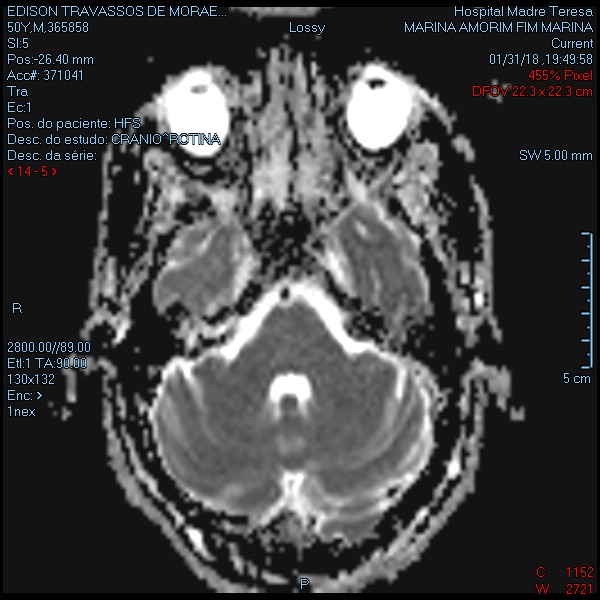 EDISON TRAVASSOS DE MORAE...
50Y,M,365858
Sl:5
Pos:-26.40 mm
Acc#: 371041
Tra
Ec:1
Pos. do paciente: HFS
Desc. do estudo: CRANIO^ROTINA
Desc. da série:
< 14 - 5 >
Lossy
Hospital Madre Teresa
MARINA AMORIM FIM MARINA
Current
01/31/18 ,19:49:58
455% Pixel
DFOV 22.3 x 22.3 cm
SW 5.00 mm
R
2800.00//89.00
Etl:1 TA:90.00
130x132
Enc: >
1nex
5 cm
P
C 1152
W 2721